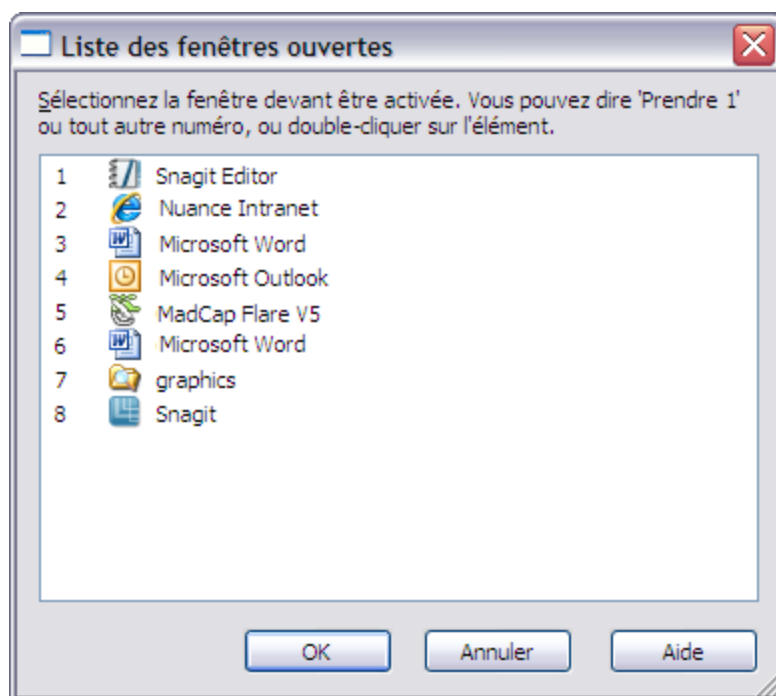 Liste des fenêtres ouvertes
Sélectionnez la fenêtre devant être activée. Vous pouvez dire 'Prendre 1'
ou tout autre numéro, ou double-cliquer sur l'élément.
1 Snagit Editor
2 Nuance Intranet
3 Microsoft Word
4 Microsoft Outlook
5 MadCap Flare V5
6 Microsoft Word
7 graphics
8 Snagit
OK Annuler Aide